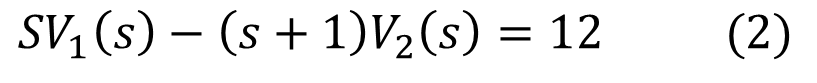 SV₁(s) − (s + 1)V₂(s) = 12 (2)